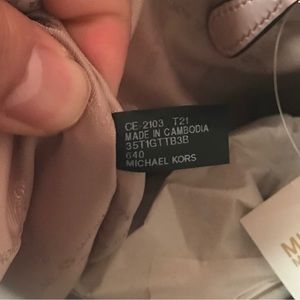 CE-2103 T21
MADE IN CAMBODIA
35T1GTTB3B
640
MICHAEL KORS